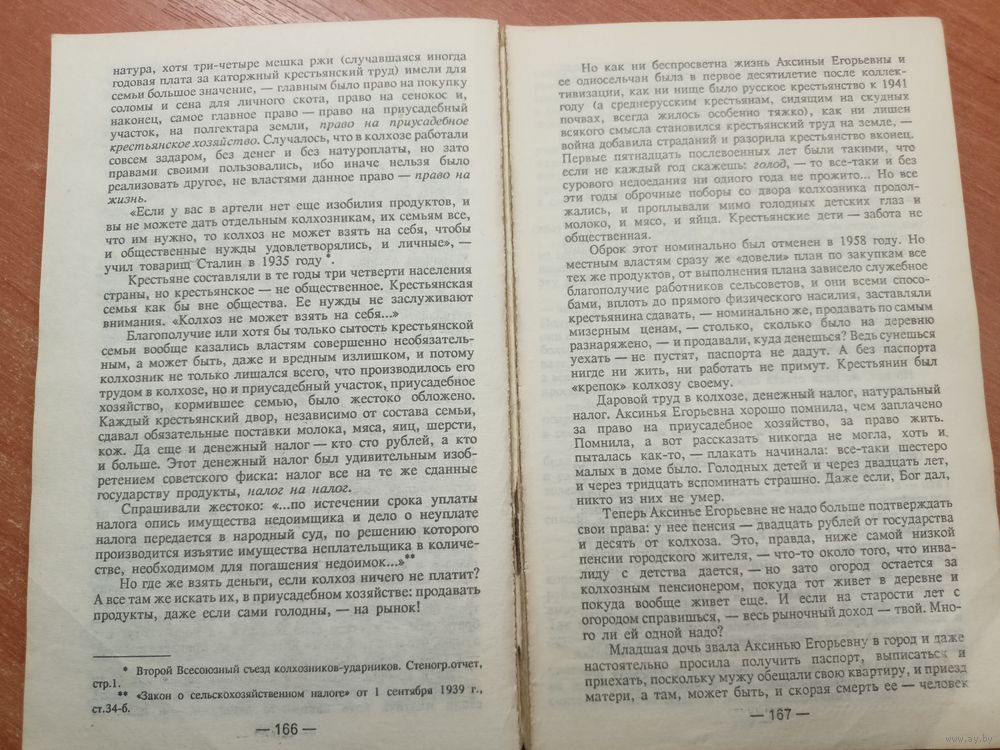 натура, хотя три-четыре мешка ржи (случавшаяся иногда
годовая плата за каторжный крестьянский труд) имели для
семьи большое значение, — главным было право на покупку
соломы и сена для личного скота, право на сенокос и,
наконец, самое главное право — право на приусадебный
участок, на полгектара земли, право на приусадебное
крестьянское хозяйство. Случалось, что в колхозе работали
совсем задаром, без денег и без натуроплаты, но зато
правами своими пользовались, ибо иначе нельзя было
реализовать другое, не властями данное право — право на
жизнь.
«Если у вас в артели нет еще изобилия продуктов, и
вы не можете дать отдельным колхозникам, их семьям все,
что им нужно, то колхоз не может взять на себя, чтобы
и общественные нужды удовлетворялись, и личные», —
учил товарищ Сталин в 1935 году *.
Крестьяне составляли в те годы три четверти населения
страны, но крестьянское — не общественное. Крестьянская
семья как бы вне общества. Ее нужды не заслуживают
внимания. «Колхоз не может взять на себя...»
Благополучие или хотя бы только сытость крестьянской
семьи вообще казались властям совершенно необязатель-
ным, а может быть, даже и вредным излишком, и потому
колхозник не только лишался всего, что производилось его
трудом в колхозе, но и приусадебный участок, приусадебное
хозяйство, кормившее семью, было жестоко обложено.
Каждый крестьянский двор, независимо от состава семьи,
сдавал обязательные поставки молока, мяса, яиц, шерсти,
кож. Да еще и денежный налог — кто сто рублей, а кто
и больше. Этот денежный налог был удивительным изоб-
ретением советского фиска: налог все на те же сданные
государству продукты, налог на налог.
Спрашивали жестоко: «...по истечении срока уплаты
налога опись имущества недоимщика и дело о неуплате
налога передается в народный суд, по решению которого
производится изъятие имущества неплательщика в количе-
стве, необходимом для погашения недоимок...»**
Но где же взять деньги, если колхоз ничего не платит?
А все там же искать их, в приусадебном хозяйстве: продавать
продукты, даже если сами голодны, — на рынок!
* Второй Всесоюзный съезд колхозников-ударников. Стеногр.отчет,
стр.1.
** «Закон о сельскохозяйственном налоге» от 1 сентября 1939 г.,
ст.34-б.
— 166 —
Но как ни беспросветна жизнь Аксиньи Егорьевны и
ее односельчан была в первое десятилетие после коллек-
тивизации, как ни нище было русское крестьянство к 1941
году (а среднерусским крестьянам, сидящим на скудных
почвах, всегда жилось особенно тяжко), как ни лишен
всякого смысла становился крестьянский труд на земле, —
война добавила страданий и разорила крестьянство вконец.
Первые пятнадцать послевоенных лет были такими, что
если не каждый год скажешь: голод, — то все-таки и без
сурового недоедания ни одного года не прожито... Но все
эти годы оброчные поборы со двора колхозника продол-
жались, и проплывали мимо голодных детских глаз и
молоко, и мясо, и яйца. Крестьянские дети — забота не
общественная.
Оброк этот номинально был отменен в 1958 году. Но
местным властям сразу же «довели» план по закупкам все
тех же продуктов, от выполнения плана зависело служебное
благополучие работников сельсоветов, и они всеми спосо-
бами, вплоть до прямого физического насилия, заставляли
крестьянина сдавать, — номинально же, продавать по самым
мизерным ценам, — столько, сколько было на деревню
разнаряжено, — и продавали, куда денешься? Ведь сунешься
уехать — не пустят, паспорта не дадут. А без паспорта
нигде ни жить, ни работать не примут. Крестьянин был
«крепок» колхозу своему.
Даровой труд в колхозе, денежный налог, натуральный
налог. Аксинья Егорьевна хорошо помнила, чем заплачено
за право на приусадебное хозяйство, за право жить.
Помнила, а вот рассказать никогда не могла, хоть и
пыталась как-то, — плакать начинала: все-таки шестеро
малых в доме было. Голодных детей и через двадцать лет,
и через тридцать вспоминать страшно. Даже если, Бог дал,
никто из них не умер.
Теперь Аксинье Егорьевне не надо больше подтверждать
свои права: у нее пенсия — двадцать рублей от государства
и десять от колхоза. Это, правда, ниже самой низкой
пенсии городского жителя, — что-то около того, что инва-
лиду с детства дается, — но зато огород остается за
колхозным пенсионером, покуда тот живет в деревне и
покуда вообще живет еще. И если на старости лет с
огородом справишься, — весь рыночный доход — твой. Мно-
го ли ей одной надо?
Младшая дочь звала Аксинью Егорьевну в город и даже
настоятельно просила получить паспорт, выписаться и
приехать, поскольку мужу обещали свою квартиру, и приезд
матери, а там, может быть, и скорая смерть ее — человек
— 167 —
www.ay.by